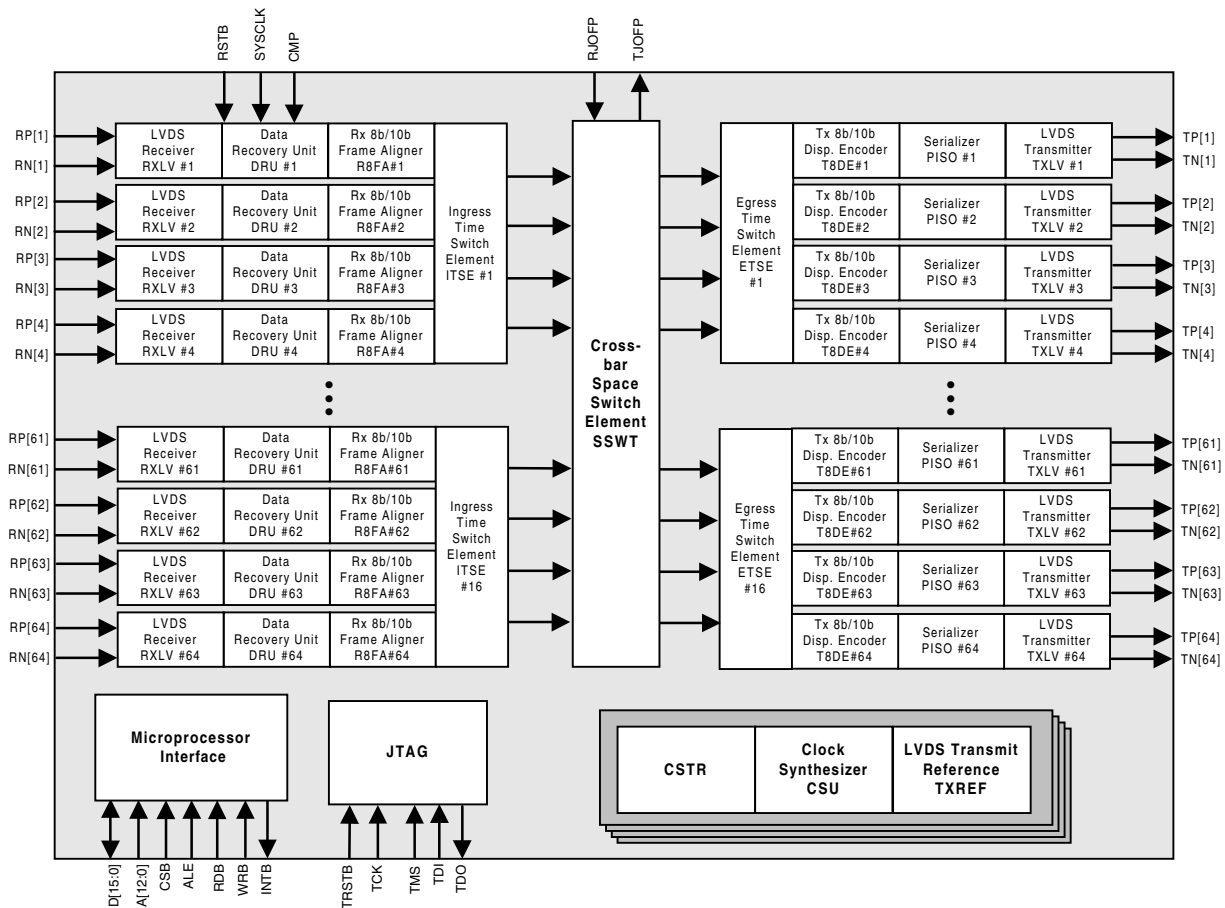 RSTB
SYSCLK
CMP
RJOFP
TJOFP
RP[1]
RN[1]
RP[2]
RN[2]
RP[3]
RN[3]
RP[4]
RN[4]
LVDS
Receiver
RXLV #1
Data
Recovery Unit
DRU #1
Rx 8b/10b
Frame Aligner
R8FA#1
LVDS
Receiver
RXLV #2
Data
Recovery Unit
DRU #2
Rx 8b/10b
Frame Aligner
R8FA#2
LVDS
Receiver
RXLV #3
Data
Recovery Unit
DRU #3
Rx 8b/10b
Frame Aligner
R8FA#3
LVDS
Receiver
RXLV #4
Data
Recovery Unit
DRU #4
Rx 8b/10b
Frame Aligner
R8FA#4
Ingress
Time
Switch
Element
ITSE #1
Cross-
bar
Space
Switch
Element
SSWT
Egress
Time
Switch
Element
ETSE
#1
Tx 8b/10b
Disp. Encoder
T8DE#1
Serializer
PISO #1
LVDS
Transmitter
TXLV #1
Tx 8b/10b
Disp. Encoder
T8DE#2
Serializer
PISO #2
LVDS
Transmitter
TXLV #2
Tx 8b/10b
Disp. Encoder
T8DE#3
Serializer
PISO #3
LVDS
Transmitter
TXLV #3
Tx 8b/10b
Disp. Encoder
T8DE#4
Serializer
PISO #4
LVDS
Transmitter
TXLV #4
TP[1]
TN[1]
TP[2]
TN[2]
TP[3]
TN[3]
TP[4]
TN[4]
RP[61]
RN[61]
RP[62]
RN[62]
RP[63]
RN[63]
RP[64]
RN[64]
LVDS
Receiver
RXLV #61
Data
Recovery Unit
DRU #61
Rx 8b/10b
Frame Aligner
R8FA#61
LVDS
Receiver
RXLV #62
Data
Recovery Unit
DRU #62
Rx 8b/10b
Frame Aligner
R8FA#62
LVDS
Receiver
RXLV #63
Data
Recovery Unit
DRU #63
Rx 8b/10b
Frame Aligner
R8FA#63
LVDS
Receiver
RXLV #64
Data
Recovery Unit
DRU #64
Rx 8b/10b
Frame Aligner
R8FA#64
Ingress
Time
Switch
Element
ITSE
#16
Egress
Time
Switch
Element
ETSE
#16
Tx 8b/10b
Disp. Encoder
T8DE#61
Serializer
PISO #61
LVDS
Transmitter
TXLV #61
Tx 8b/10b
Disp. Encoder
T8DE#62
Serializer
PISO #62
LVDS
Transmitter
TXLV #62
Tx 8b/10b
Disp. Encoder
T8DE#63
Serializer
PISO #63
LVDS
Transmitter
TXLV #63
Tx 8b/10b
Disp. Encoder
T8DE#64
Serializer
PISO #64
LVDS
Transmitter
TXLV #64
TP[61]
TN[61]
TP[62]
TN[62]
TP[63]
TN[63]
TP[64]
TN[64]
Microprocessor
Interface
JTAG
CSTR
Clock
Synthesizer
CSU
LVDS Transmit
Reference
TXREF
D[15:0]
A[12:0]
CSB
ALE
RDB
WRB
INTB
TRSTB
TCK
TMS
TDI
TDO